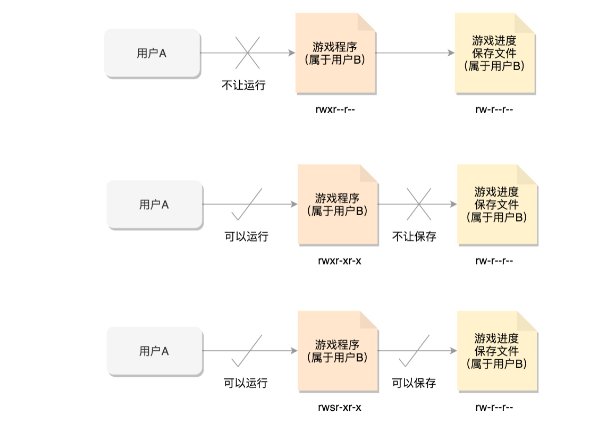 用户A
不让运行
游戏程序
(属于用户B)
rwxr--r--
游戏进度
保存文件
(属于用户B)
rw-r--r--
用户A
可以运行
游戏程序
(属于用户B)
rwxr-xr-x
不让保存
游戏进度
保存文件
(属于用户B)
rw-r--r--
用户A
可以运行
游戏程序
(属于用户B)
rwsr-xr-x
可以保存
游戏进度
保存文件
(属于用户B)
rw-r--r--